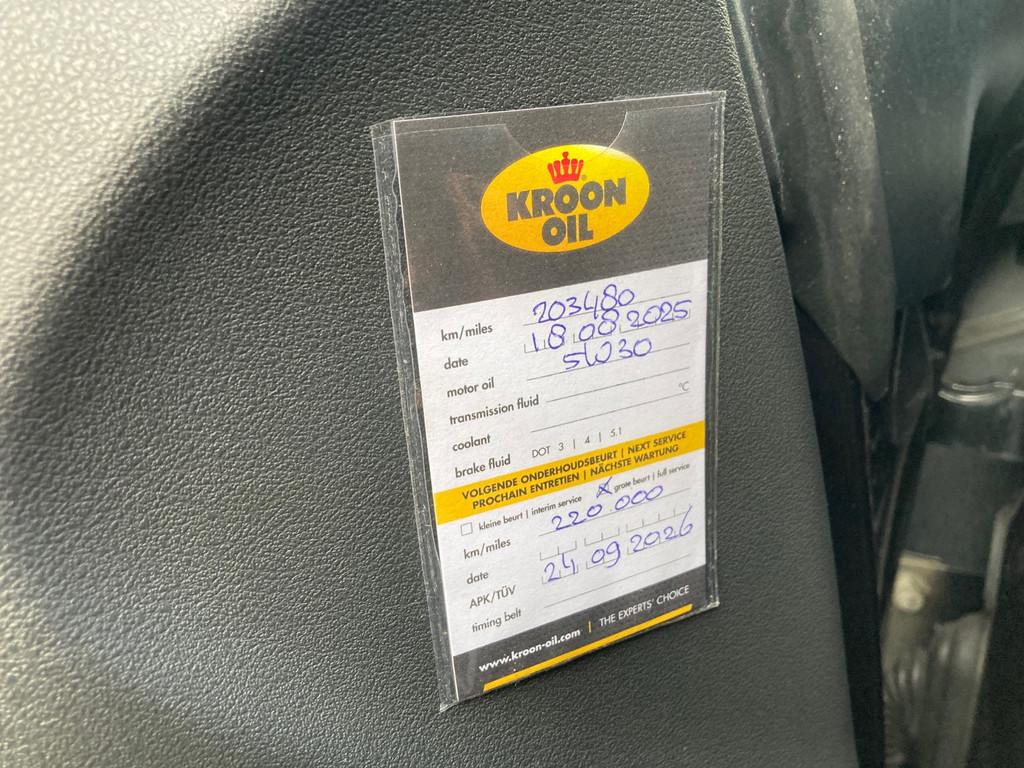 KROON
OIL
km/miles 203480
date 18 08 2025
motor oil 5W30
transmission fluid
coantant °C
brake fluid DOT 3 | 4 | 5.1
VOLGENDE ONDERHOUDSBEURT | NEXT SERVICE
PROCHAIN ENTRETIEN | NÄCHSTE WARTUNG
kleine beurt | interim service X grote beurt | full service
km/miles 220.000
date
APK/TÜV 24 09 2026
timing belt
www.kroon-oil.com | THE EXPERTS' CHOICE